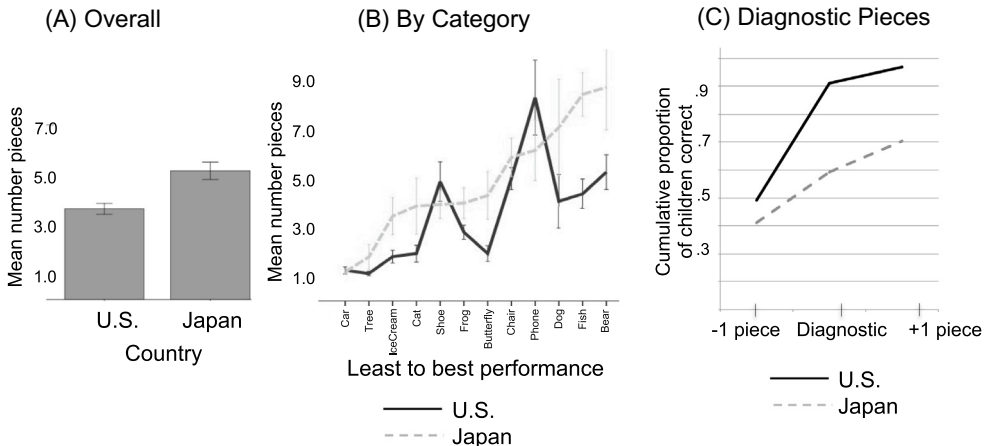 (A) Overall
Mean number pieces
7.0
5.0
3.0
1.0
U.S.
Japan
Country
(B) By Category
Mean number pieces
9.0
7.0
5.0
4.0
3.0
1.0
Car
Tree
IceCream
Cat
Shoe
Frog
Butterfly
Chair
Phone
Dog
Fish
Bear
Least to best performance
U.S.
Japan
(C) Diagnostic Pieces
Cumulative proportion
of children correct
.9
.7
.5
.3
-1 piece
Diagnostic
+1 piece
U.S.
Japan